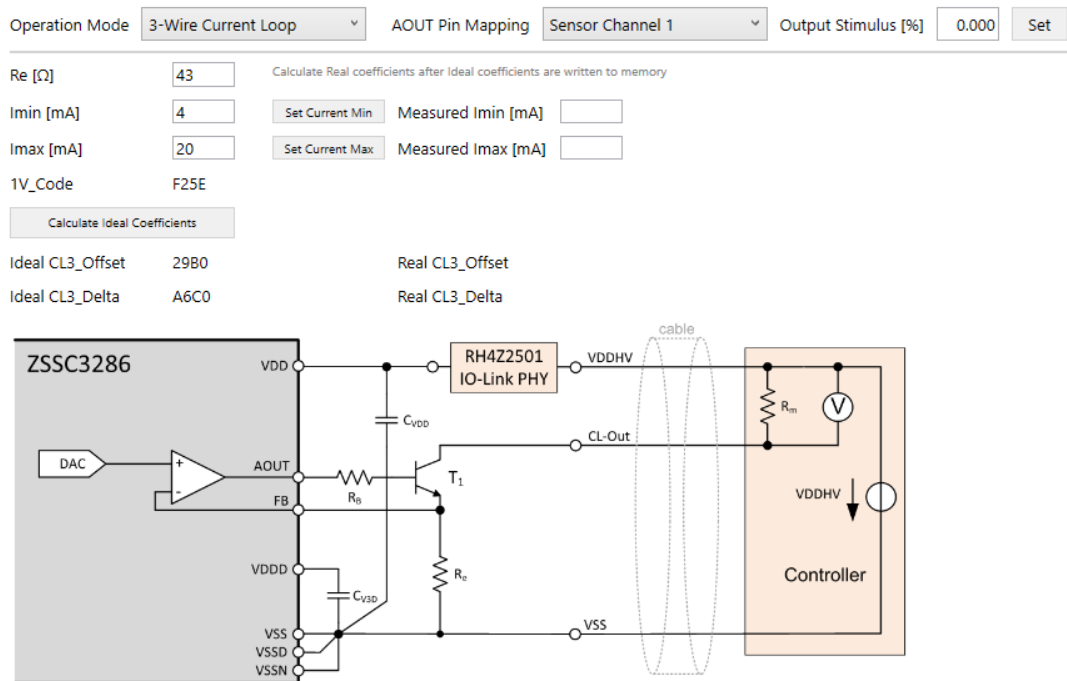 Operation Mode 3-Wire Current Loop AOUT Pin Mapping Sensor Channel 1 Output Stimulus [%] 0.000 Set
Re [Ω] 43 Calculate Real coefficients after Ideal coefficients are written to memory
Imin [mA] 4 Set Current Min Measured Imin [mA]
Imax [mA] 20 Set Current Max Measured Imax [mA]
1V_Code F25E
Calculate Ideal Coefficients
Ideal CL3_Offset 29B0 Real CL3_Offset
Ideal CL3_Delta A6C0 Real CL3_Delta
cable
ZSSC3286
VDD
RH4Z2501
IO-Link PHY
VDDHV
Rm
V
CVDD
CL-Out
DAC
+
-
AOUT
RB
T1
FB
VDDHV
VDDD
Re
Controller
CV3D
VSS
VSS
VSSD
VSSN